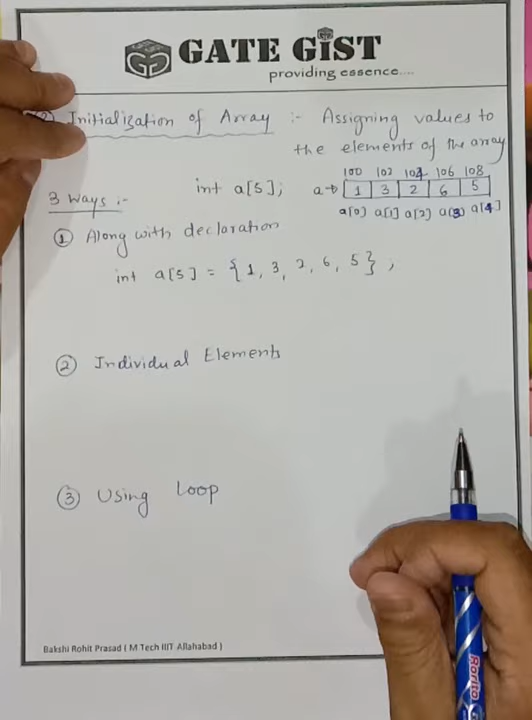 GATE GiST
providing essence....
Initialization of Array :- Assigning values to
the elements of the array
100 102 104 106 108
3 Ways :- int a[5]; a→ 1 3 2 6 5
a[0] a[1] a[2] a[3] a[4]
① Along with declaration
int a[5] = {1, 3, 2, 6, 5};
② Individual Elements
③ Using Loop
Bakshi Rohit Prasad ( M Tech IIIT Allahabad )